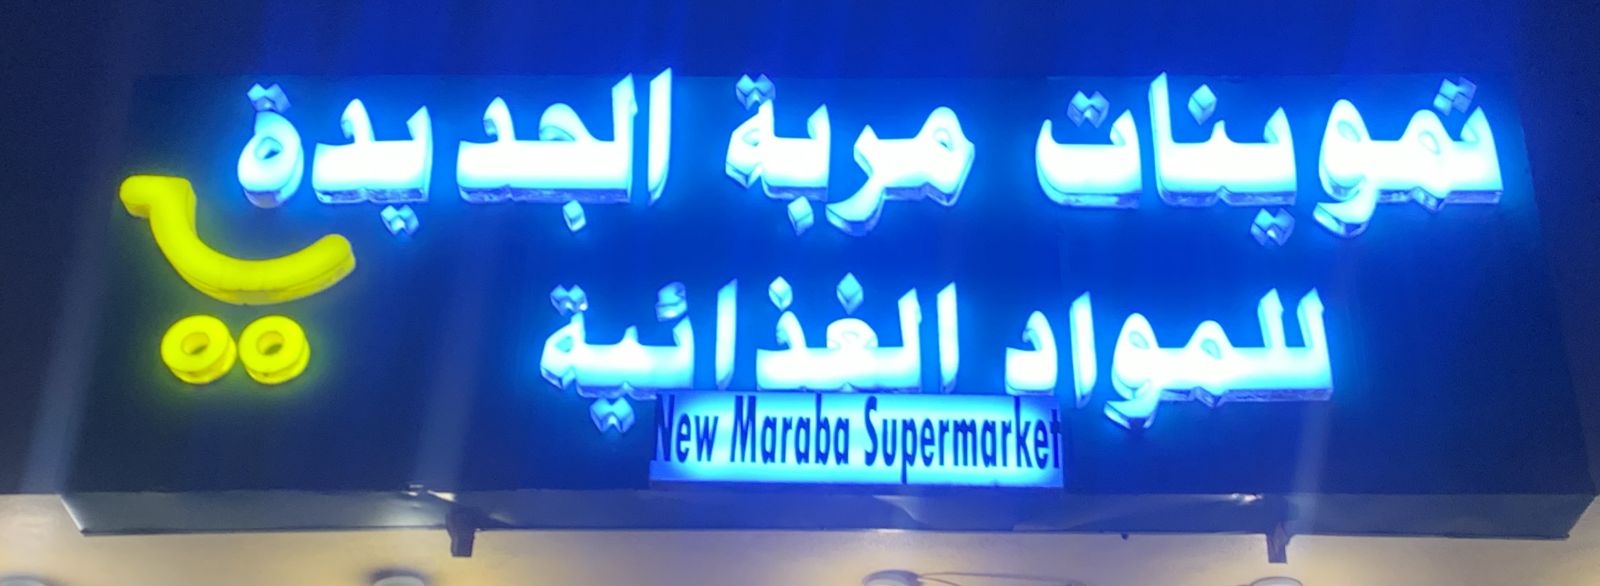 تموينات مربة الجديدة
للمواد الغذائية
New Maraba Supermarket